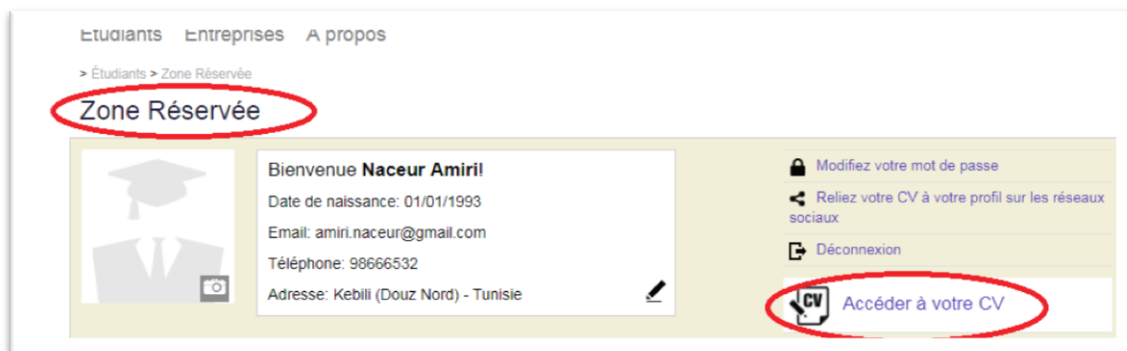 Étudiants Entreprises A propos
> Étudiants > Zone Réservée
Zone Réservée
Bienvenue Naceur Amiri!
Date de naissance: 01/01/1993
Email: amiri.naceur@gmail.com
Téléphone: 98666532
Adresse: Kebili (Douz Nord) - Tunisie
Modifiez votre mot de passe
Reliez votre CV à votre profil sur les réseaux
sociaux
Déconnexion
CV Accéder à votre CV